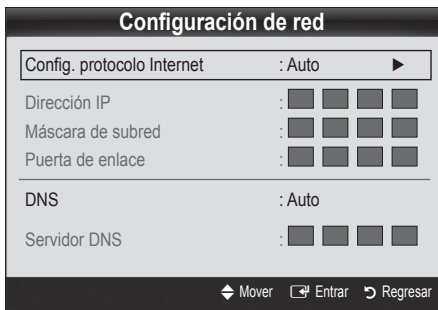 Configuración de red
Config. protocolo Internet : Auto ►
Dirección IP :
Máscara de subred :
Puerta de enlace :
DNS : Auto
Servidor DNS :
Mover Entrar Regresar